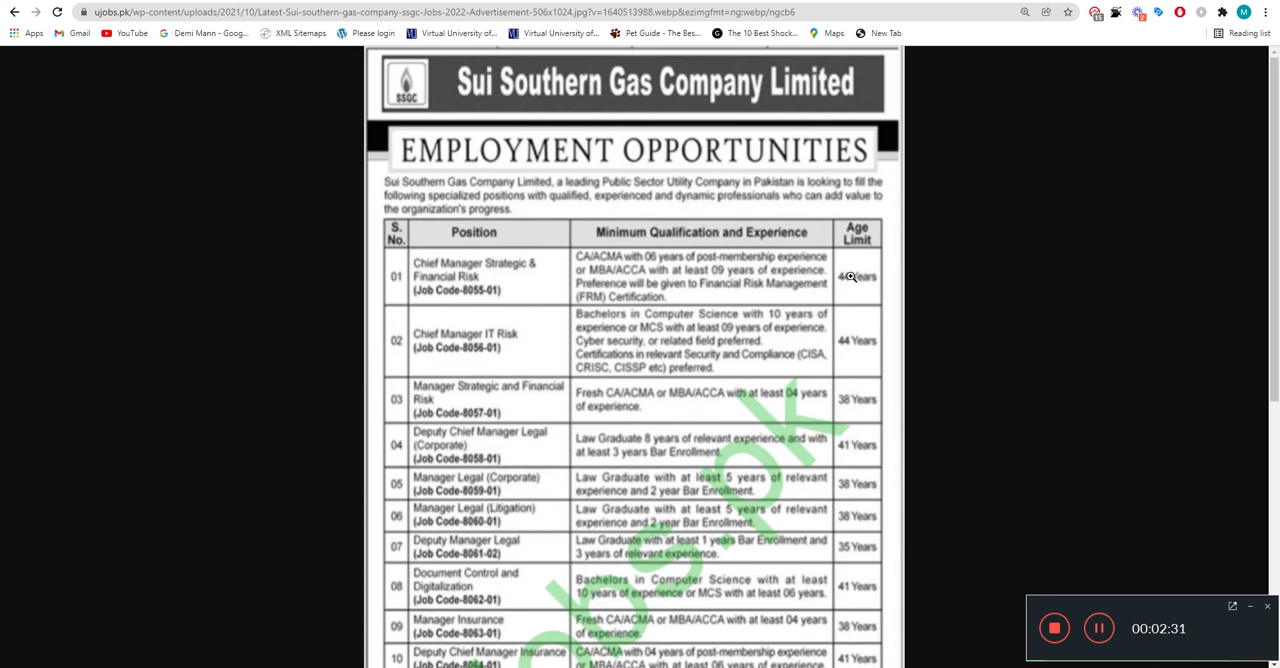 ujobs.pk/wp-content/uploads/2021/10/Latest-Sui-southern-gas-company-ssgc-Jobs-2022-Advertisement-506x1024.jpg?v=1640513988.webp&ezimgfmt=ng:webp/ngcb6
15
2
M
Apps Gmail YouTube Demi Mann - Goog... XML Sitemaps Please login Virtual University of... Virtual University of... Pet Guide - The Bes... The 10 Best Shock... Maps New Tab Reading list
SSGC
Sui Southern Gas Company Limited
EMPLOYMENT OPPORTUNITIES
Sui Southern Gas Company Limited, a leading Public Sector Utility Company in Pakistan is looking to fill the
following specialized positions with qualified, experienced and dynamic professionals who can add value to
the organization's progress.
S. No. Position Minimum Qualification and Experience Age Limit
01
Chief Manager Strategic &
Financial Risk
(Job Code-8055-01)
CA/ACMA with 06 years of post-membership experience
or MBA/ACCA with at least 09 years of experience.
Preference will be given to Financial Risk Management
(FRM) Certification.
Years
02
Chief Manager IT Risk
(Job Code-8056-01)
Bachelors in Computer Science with 10 years of
experience or MCS with at least 09 years of experience.
Cyber security, or related field preferred.
Certifications in relevant Security and Compliance (CISA,
CRISC, CISSP etc) preferred.
44 Years
03
Manager Strategic and Financial
Risk
(Job Code-8057-01)
Fresh CA/ACMA or MBA/ACCA with at least 04 years
of experience.
38 Years
04
Deputy Chief Manager Legal
(Corporate)
(Job Code-8058-01)
Law Graduate 8 years of relevant experience and with
at least 3 years Bar Enrollment.
41 Years
05
Manager Legal (Corporate)
(Job Code-8059-01)
Law Graduate with at least 5 years of relevant
experience and 2 year Bar Enrollment.
38 Years
06
Manager Legal (Litigation)
(Job Code-8060-01)
Law Graduate with at least 5 years of relevant
experience and 2 year Bar Enrollment.
38 Years
07
Deputy Manager Legal
(Job Code-8061-02)
Law Graduate with at least 1 years Bar Enrollment and
3 years of relevant experience.
35 Years
08
Document Control and
Digitalization
(Job Code-8062-01)
Bachelors in Computer Science with at least
10 years of experience or MCS with at least 06 years.
41 Years
09
Manager Insurance
(Job Code-8063-01)
Fresh CA/ACMA or MBA/ACCA with at least 04 years
of experience.
38 Years
10
Deputy Chief Manager Insurance
(Job Code-8064-01)
CA/ACMA with 04 years of post-membership experience
or MBA/ACCA with at least 06 years of experience.
41 Years
obs.pk
00:02:31